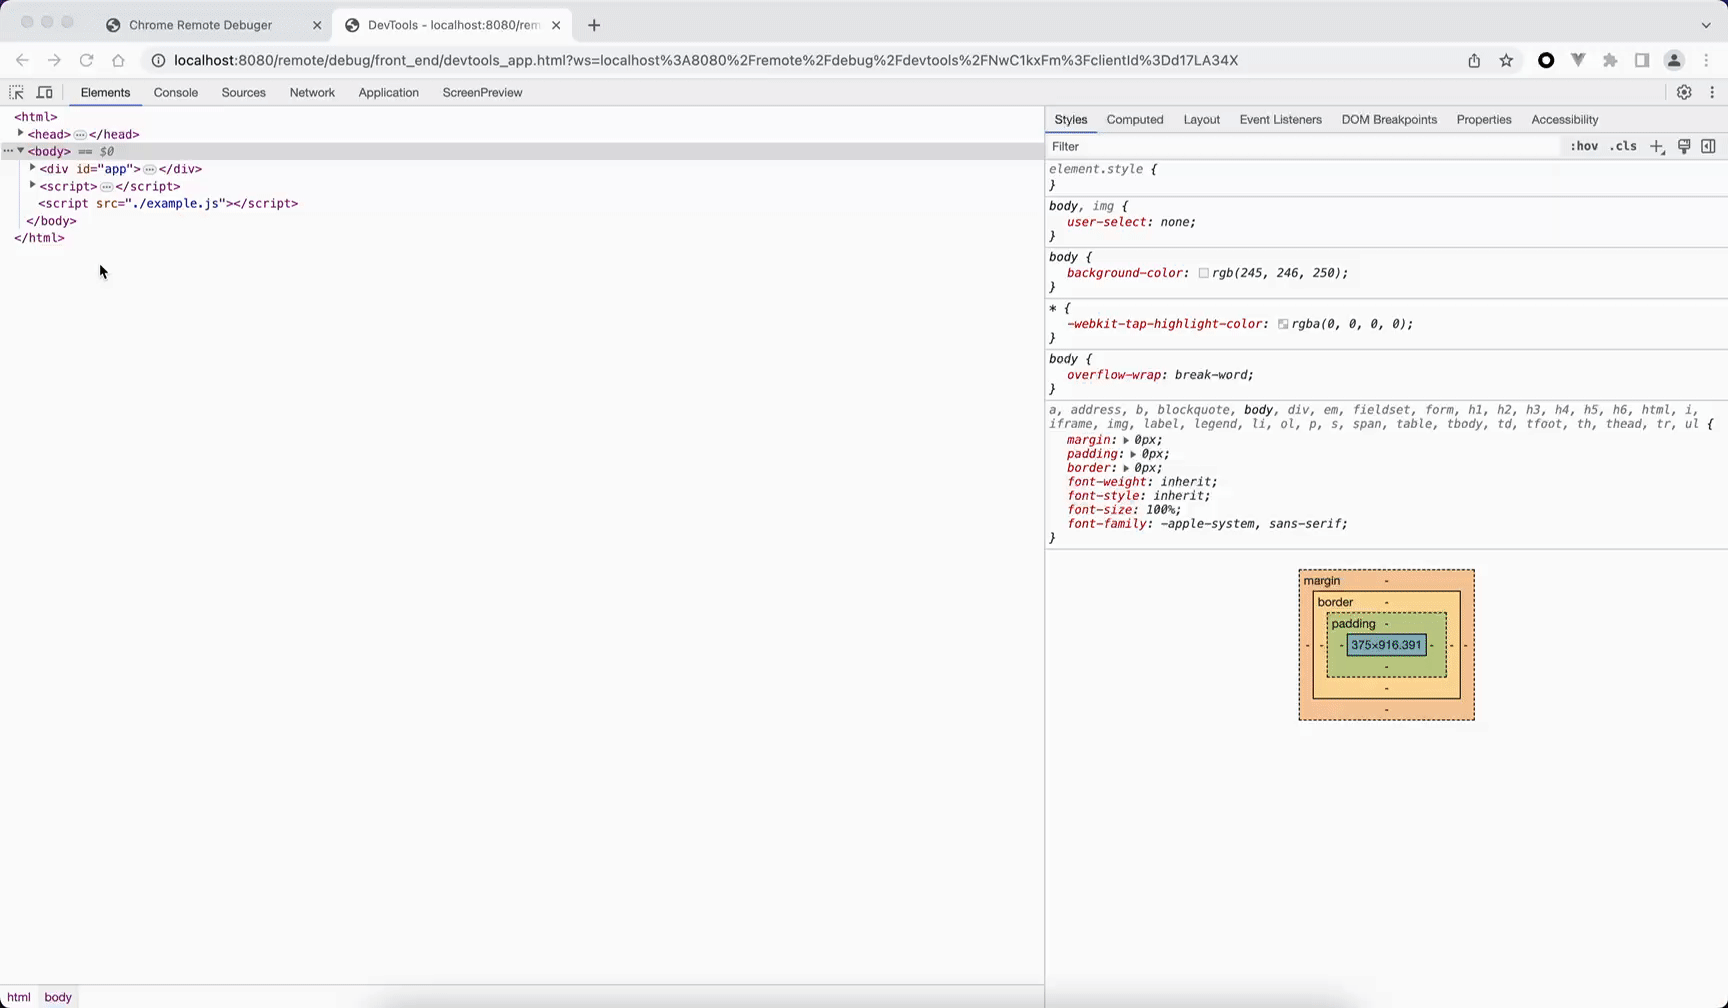 Chrome Remote Debuger
DevTools - localhost:8080/rem
localhost:8080/remote/debug/front_end/devtools_app.html?ws=localhost%3A8080%2Fremote%2Fdebug%2Fdevtools%2FNwC1kxFm%3FclientId%3Dd17LA34X
Elements Console Sources Network Application ScreenPreview
<html>
<head> … </head>
… <body> == $0
<div id="app"> … </div>
<script> … </script>
<script src="./example.js"></script>
</body>
</html>
html body
Styles Computed Layout Event Listeners DOM Breakpoints Properties Accessibility
Filter :hov .cls
element.style {
}
body, img {
user-select: none;
}
body {
background-color: rgb(245, 246, 250);
}
* {
-webkit-tap-highlight-color: rgba(0, 0, 0, 0);
}
body {
overflow-wrap: break-word;
}
a, address, b, blockquote, body, div, em, fieldset, form, h1, h2, h3, h4, h5, h6, html, i,
iframe, img, label, legend, li, ol, p, s, span, table, tbody, td, tfoot, th, thead, tr, ul {
margin: 0px;
padding: 0px;
border: 0px;
font-weight: inherit;
font-style: inherit;
font-size: 100%;
font-family: -apple-system, sans-serif;
}
margin -
border -
padding -
- - - 375×916.391 - - -
-
-
-